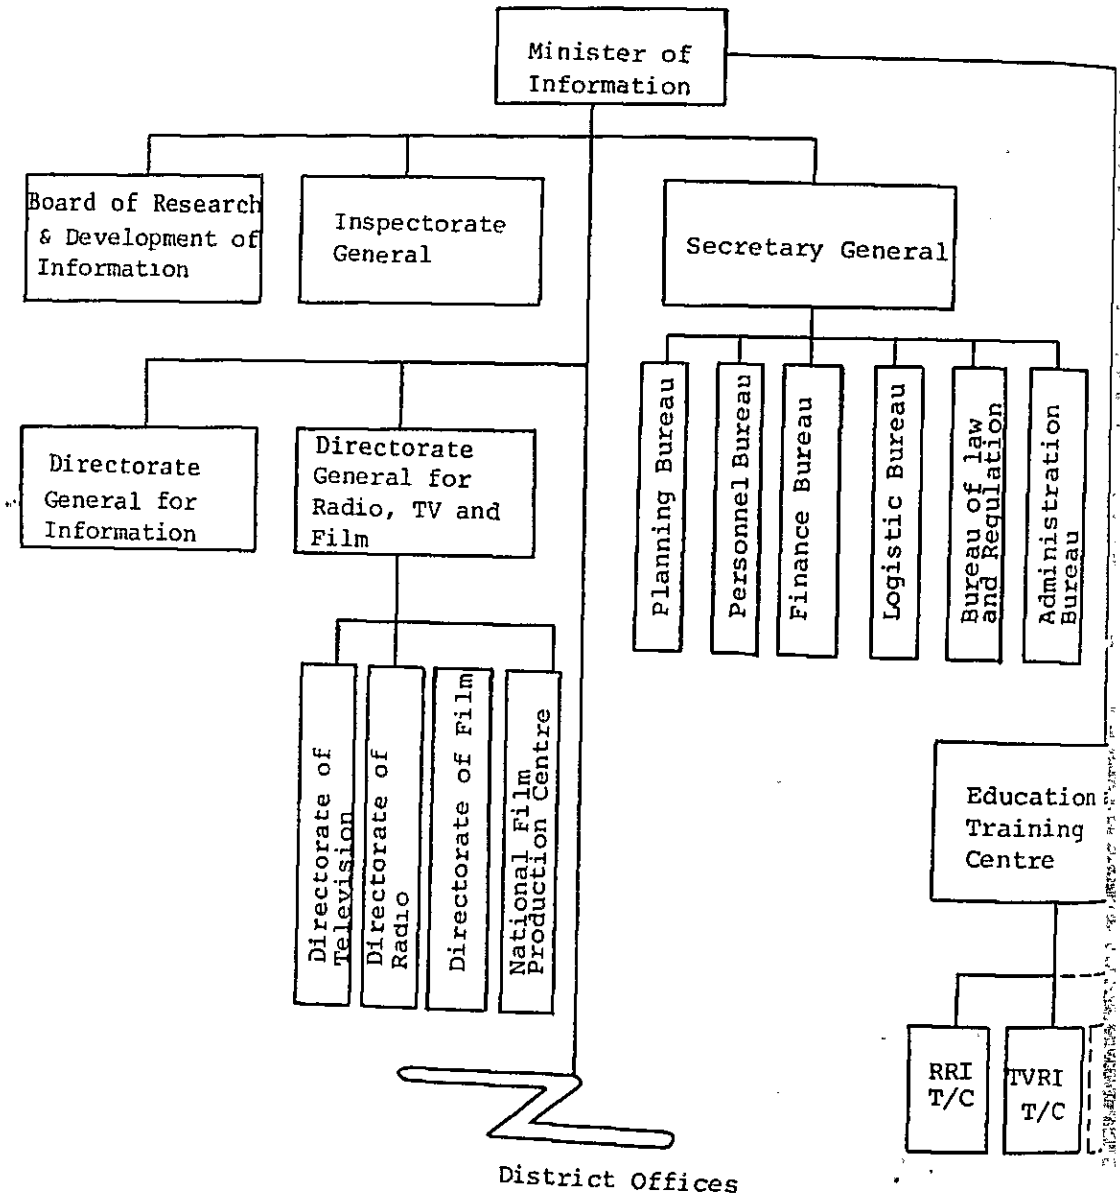 Minister of
Information
Board of Research
& Development of
Information
Inspectorate
General
Secretary General
Planning Bureau
Personnel Bureau
Finance Bureau
Logistic Bureau
Bureau of law
and Regulation
Administration
Bureau
Directorate
General for
Information
Directorate
General for
Radio, TV and
Film
Directorate of
Television
Directorate of
Radio
Directorate of Film
National Film
Production Centre
Education
Training
Centre
RRI
T/C
TVRI
T/C
District Offices